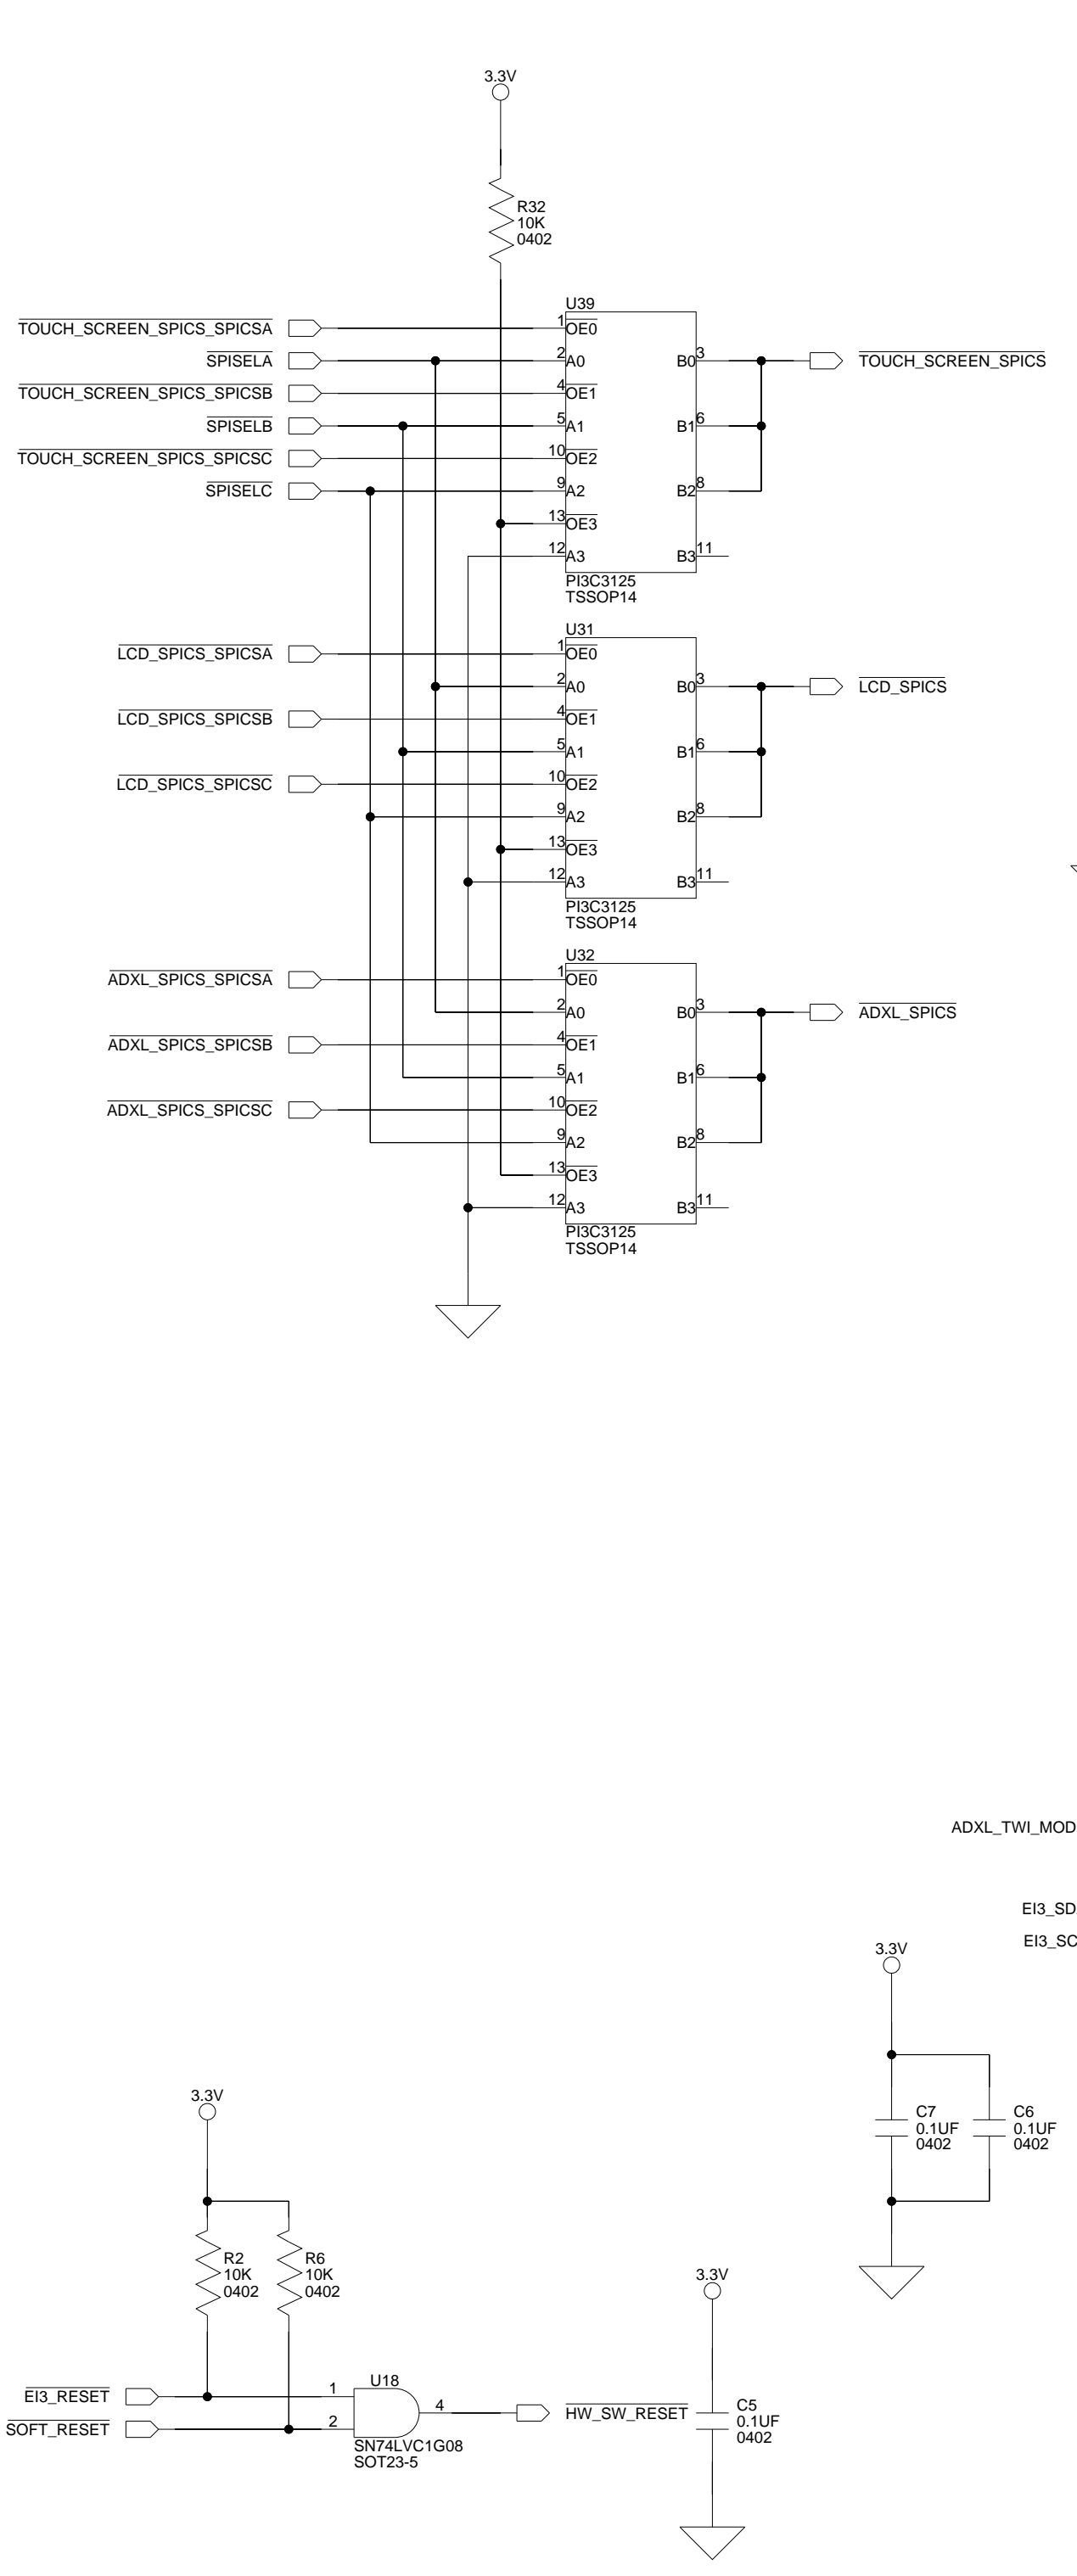 3.3V
R32
10K
0402
U39
TOUCH_SCREEN_SPICS_SPICSA
1 OE0
SPISELA
2 A0
B0 3
TOUCH_SCREEN_SPICS
TOUCH_SCREEN_SPICS_SPICSB
4 OE1
SPISELB
5 A1
B1 6
TOUCH_SCREEN_SPICS_SPICSC
10 OE2
SPISELC
9 A2
B2 8
13 OE3
12 A3
B3 11
PI3C3125
TSSOP14
U31
LCD_SPICS_SPICSA
1 OE0
2 A0
B0 3
LCD_SPICS
LCD_SPICS_SPICSB
4 OE1
5 A1
B1 6
LCD_SPICS_SPICSC
10 OE2
9 A2
B2 8
13 OE3
12 A3
B3 11
PI3C3125
TSSOP14
U32
ADXL_SPICS_SPICSA
1 OE0
2 A0
B0 3
ADXL_SPICS
ADXL_SPICS_SPICSB
4 OE1
5 A1
B1 6
ADXL_SPICS_SPICSC
10 OE2
9 A2
B2 8
13 OE3
12 A3
B3 11
PI3C3125
TSSOP14
ADXL_TWI_MOD
EI3_SD
EI3_SC
3.3V
C7
0.1UF
0402
C6
0.1UF
0402
3.3V
R2
10K
0402
R6
10K
0402
EI3_RESET
1
SOFT_RESET
2
U18
4
HW_SW_RESET
SN74LVC1G08
SOT23-5
3.3V
C5
0.1UF
0402